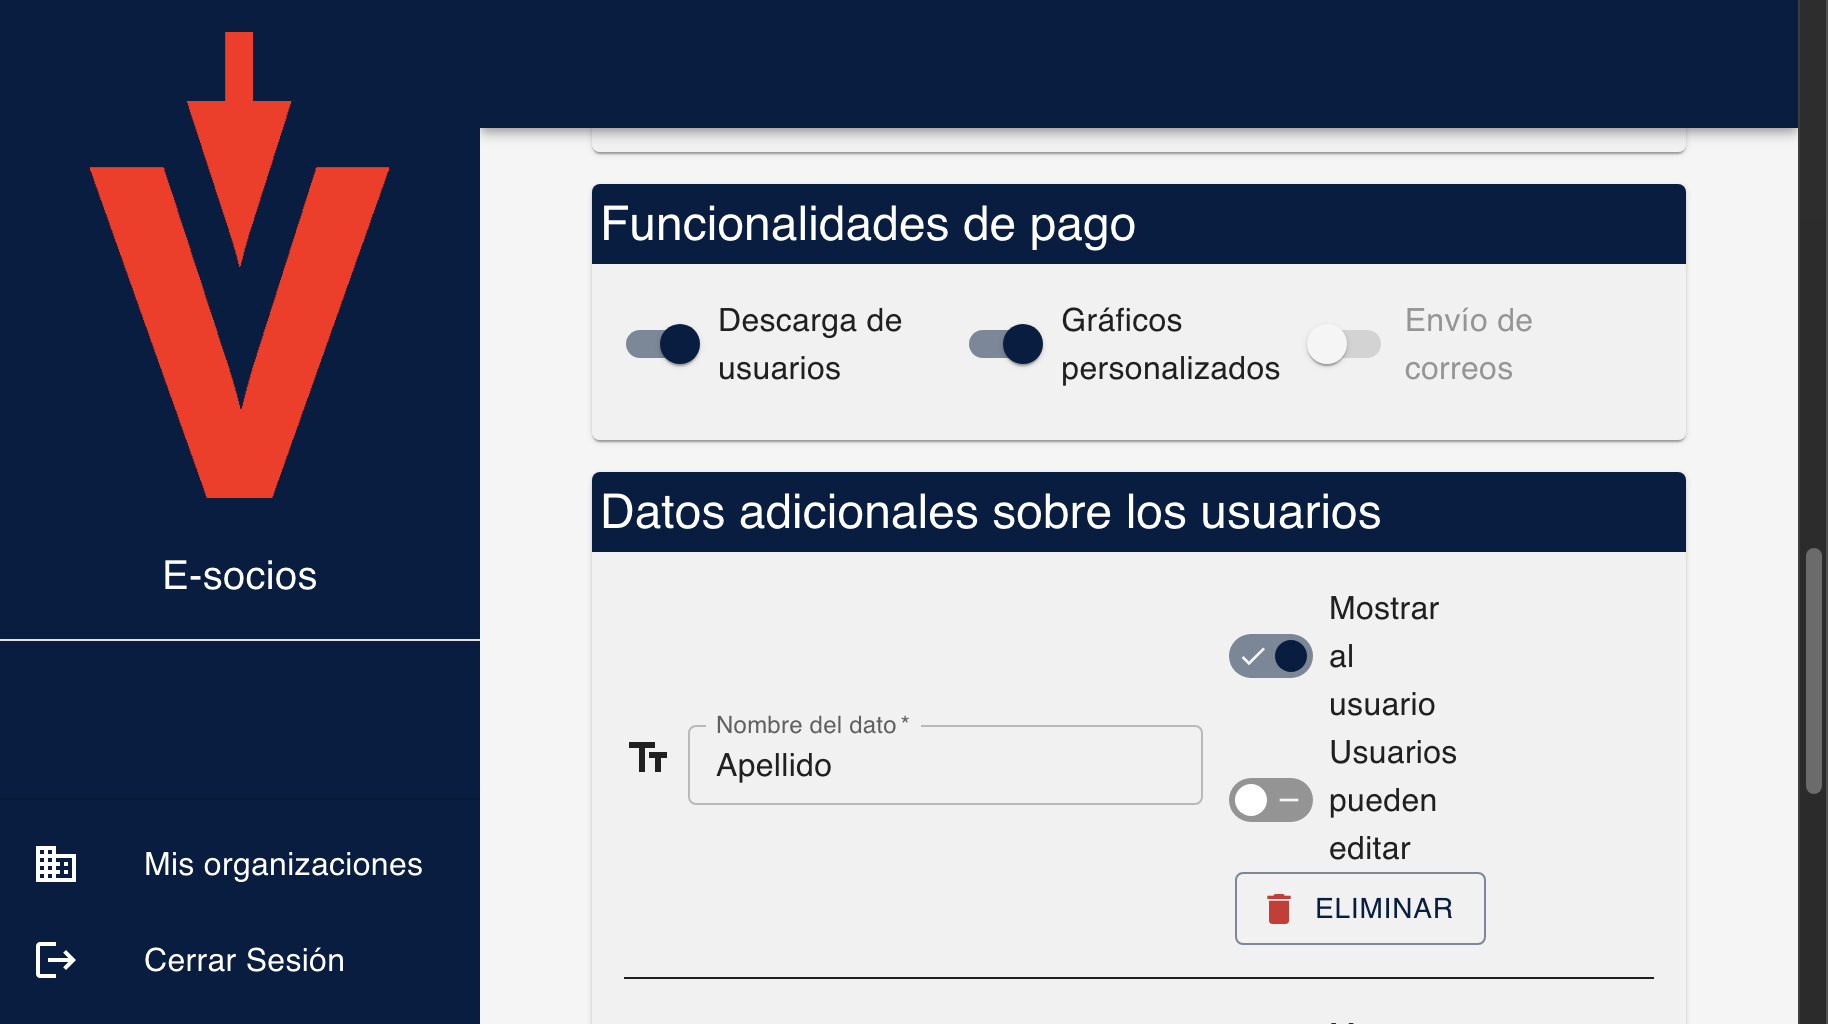 E-socios
Mis organizaciones
Cerrar Sesión
Funcionalidades de pago
Descarga de
usuarios
Gráficos
personalizados
Envío de
correos
Datos adicionales sobre los usuarios
Nombre del dato *
Apellido
Mostrar
al
usuario
Usuarios
pueden
editar
ELIMINAR